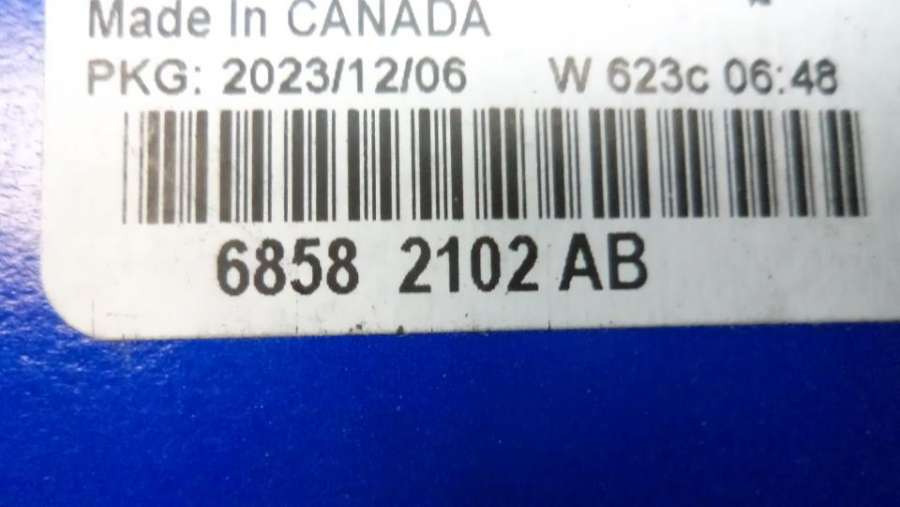 Made In CANADA
PKG: 2023/12/06 W 623c 06:48
6858 2102 AB